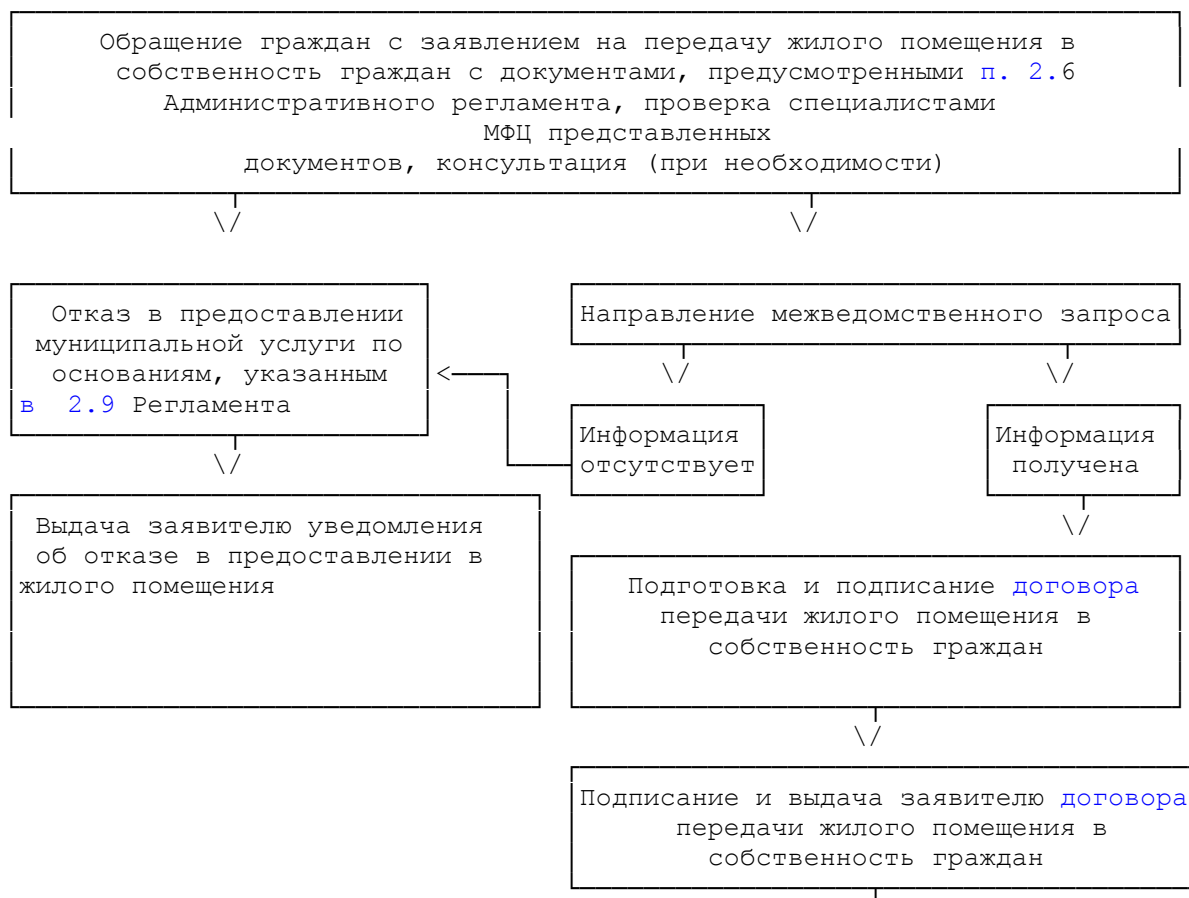 Обращение граждан с заявлением на передачу жилого помещения в
собственность граждан с документами, предусмотренными п. 2.6
Административного регламента, проверка специалистами
МФЦ представленных
документов, консультация (при необходимости)
\/ \/
Отказ в предоставлении
муниципальной услуги по
основаниям, указанным
в 2.9 Регламента
Направление межведомственного запроса
\/ \/
<
Информация
отсутствует
Информация
получена
\/
\/
Выдача заявителю уведомления
об отказе в предоставлении в
жилого помещения
Подготовка и подписание договора
передачи жилого помещения в
собственность граждан
\/
Подписание и выдача заявителю договора
передачи жилого помещения в
собственность граждан